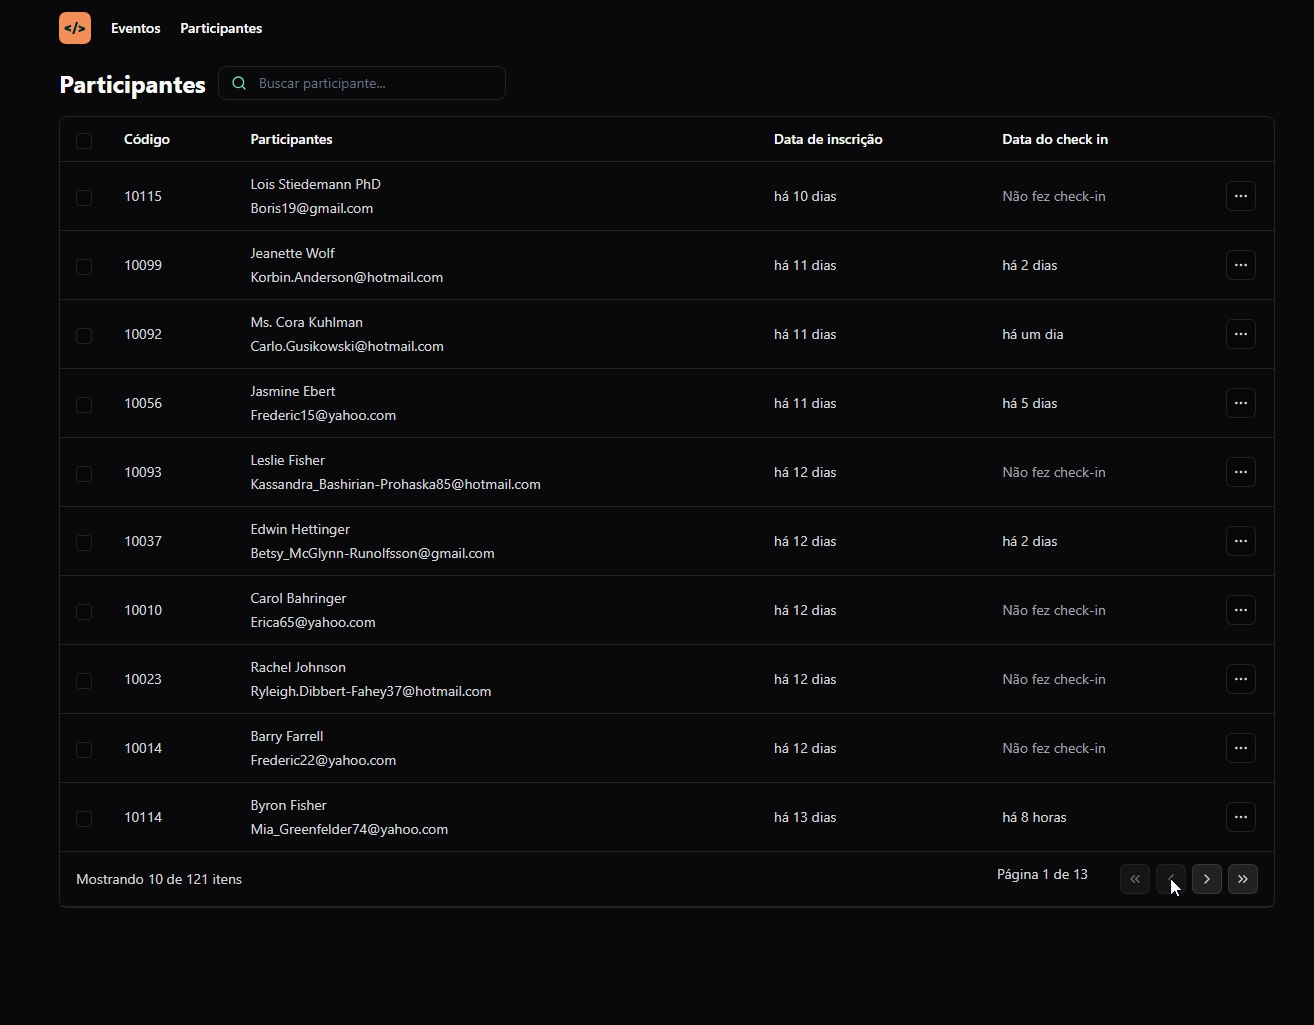 </>
Eventos
Participantes
Participantes
Buscar participante...
Código Participantes Data de inscrição Data do check in
Lois Stiedemann PhD
10115 há 10 dias Não fez check-in
Boris19@gmail.com
Jeanette Wolf
10099 há 11 dias há 2 dias
Korbin.Anderson@hotmail.com
Ms. Cora Kuhlman
10092 há 11 dias há um dia
Carlo.Gusikowski@hotmail.com
Jasmine Ebert
10056 há 11 dias há 5 dias
Frederic15@yahoo.com
Leslie Fisher
10093 há 12 dias Não fez check-in
Kassandra_Bashirian-Prohaska85@hotmail.com
Edwin Hettinger
10037 há 12 dias há 2 dias
Betsy_McGlynn-Runolfsson@gmail.com
Carol Bahringer
10010 há 12 dias Não fez check-in
Erica65@yahoo.com
Rachel Johnson
10023 há 12 dias Não fez check-in
Ryleigh.Dibbert-Fahey37@hotmail.com
Barry Farrell
10014 há 12 dias Não fez check-in
Frederic22@yahoo.com
Byron Fisher
10114 há 13 dias há 8 horas
Mia_Greenfelder74@yahoo.com
Mostrando 10 de 121 itens Página 1 de 13